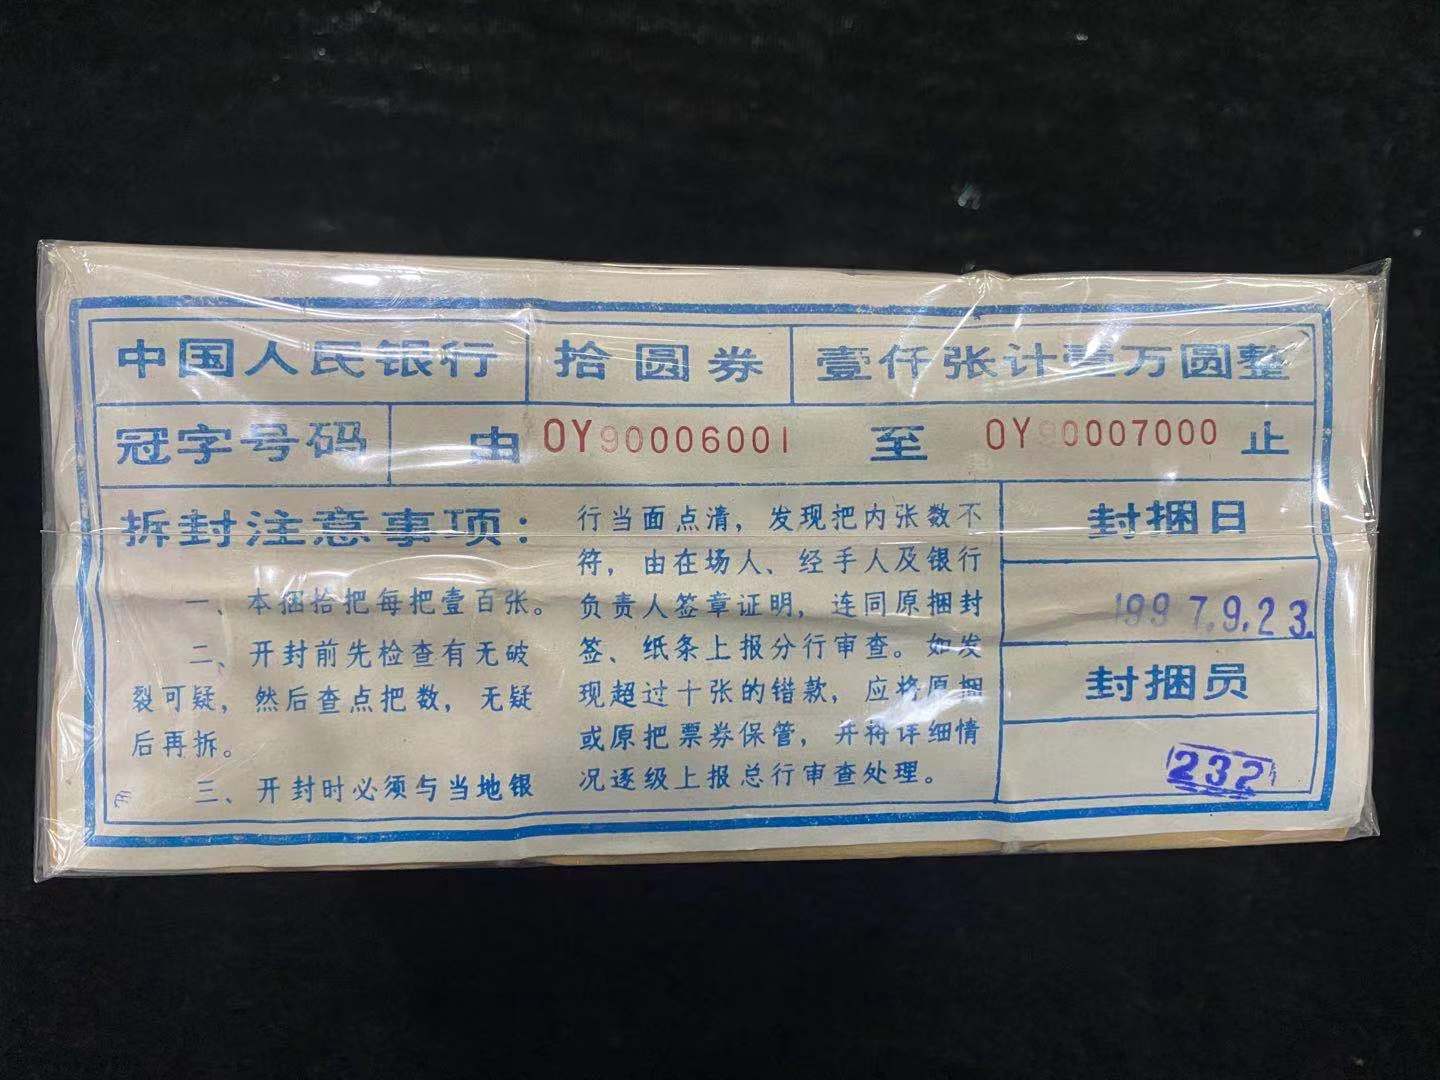 中国人民银行 拾圆券 壹仟张计壹万圆整
冠字号码 由 OY90006001 至 OY90007000 止
拆封注意事项：
一、本捆拾把每把壹百张。
二、开封前先检查有无破
裂可疑，然后查点把数，无疑
后再拆。
三、开封时必须与当地银
行当面点清，发现把内张数不
符，由在场人、经手人及银行
负责人签章证明，连同原捆封
签、纸条上报分行审查。如发
现超过十张的错款，应将原捆
或原把票券保管，并将详细情
况逐级上报总行审查处理。
封捆日
1997.9.23.
封捆员
232